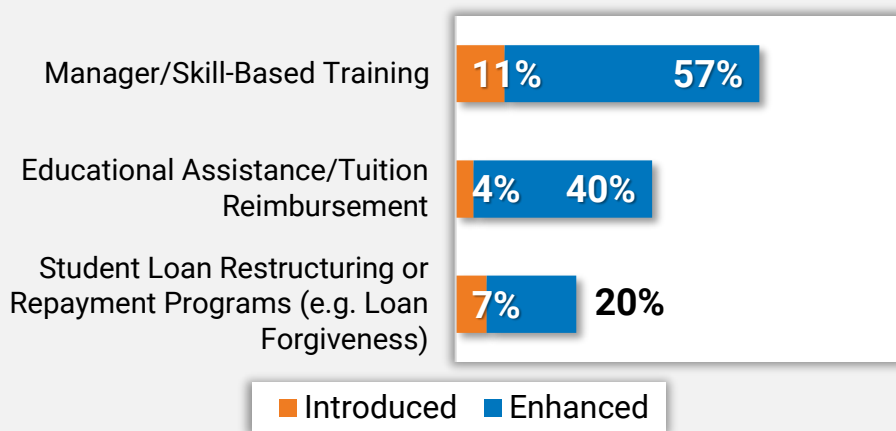 Manager/Skill-Based Training
11% 57%
Educational Assistance/Tuition
Reimbursement
4% 40%
Student Loan Restructuring or
Repayment Programs (e.g. Loan
Forgiveness)
7% 20%
Introduced Enhanced